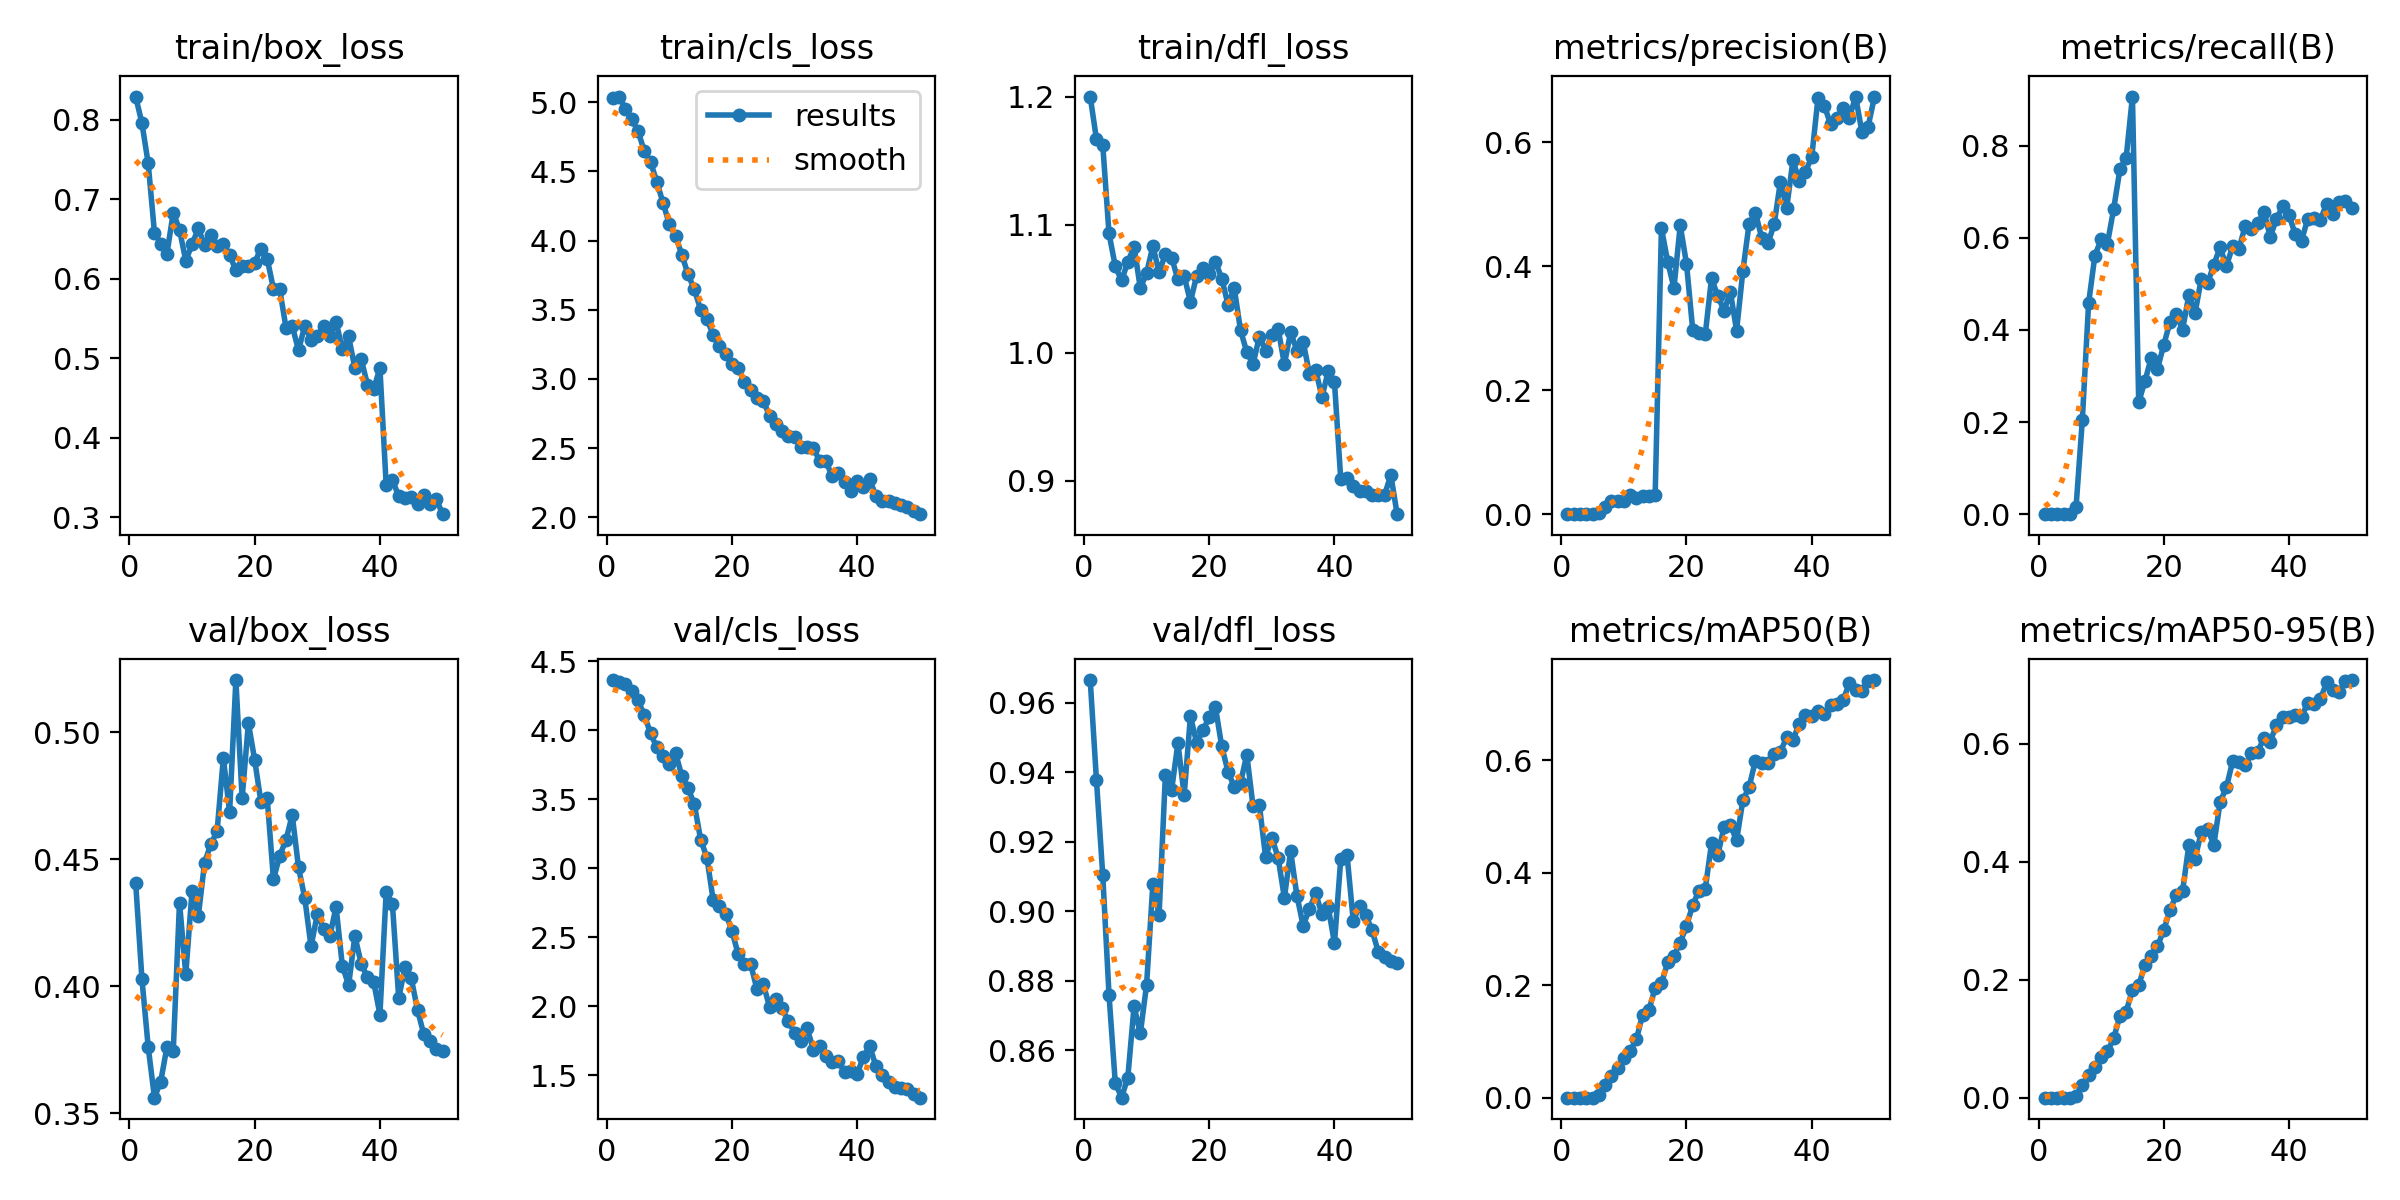 train/box_loss
train/cls_loss
train/dfl_loss
metrics/precision(B)
metrics/recall(B)
0.8
0.7
0.6
0.5
0.4
0.3
0 20 40
5.0
4.5
4.0
3.5
3.0
2.5
2.0
results
smooth
0 20 40
1.2
1.1
1.0
0.9
0 20 40
0.6
0.4
0.2
0.0
0 20 40
0.8
0.6
0.4
0.2
0.0
0 20 40
val/box_loss
val/cls_loss
val/dfl_loss
metrics/mAP50(B)
metrics/mAP50-95(B)
0.50
0.45
0.40
0.35
0 20 40
4.5
4.0
3.5
3.0
2.5
2.0
1.5
0 20 40
0.96
0.94
0.92
0.90
0.88
0.86
0 20 40
0.6
0.4
0.2
0.0
0 20 40
0.6
0.4
0.2
0.0
0 20 40